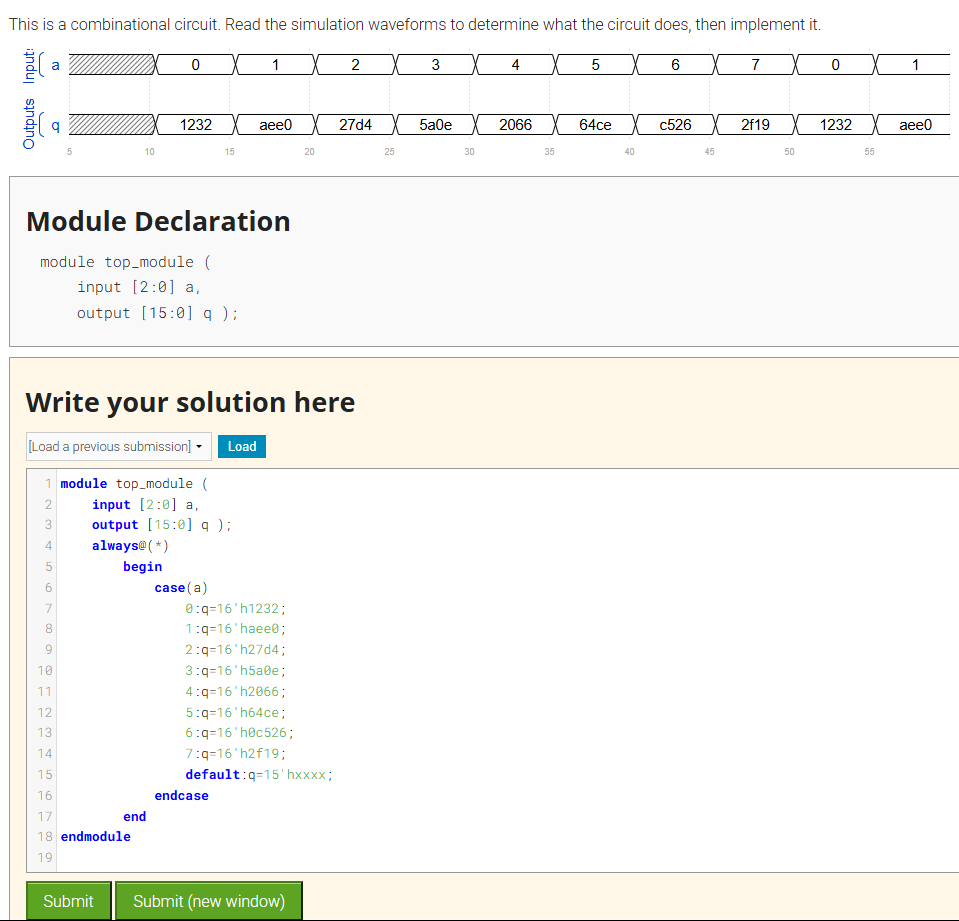 This is a combinational circuit. Read the simulation waveforms to determine what the circuit does, then implement it.
Inputs a 0 1 2 3 4 5 6 7 0 1
Outputs q 1232 aee0 27d4 5a0e 2066 64ce c526 2f19 1232 aee0
5 10 15 20 25 30 35 40 45 50 55
Module Declaration
module top_module (
input [2:0] a,
output [15:0] q );
Write your solution here
[Load a previous submission] Load
1 module top_module (
2 input [2:0] a,
3 output [15:0] q );
4 always@(*)
5 begin
6 case(a)
7 0:q=16'h1232;
8 1:q=16'haee0;
9 2:q=16'h27d4;
10 3:q=16'h5a0e;
11 4:q=16'h2066;
12 5:q=16'h64ce;
13 6:q=16'h0c526;
14 7:q=16'h2f19;
15 default:q=15'hxxxx;
16 endcase
17 end
18 endmodule
19
Submit Submit (new window)